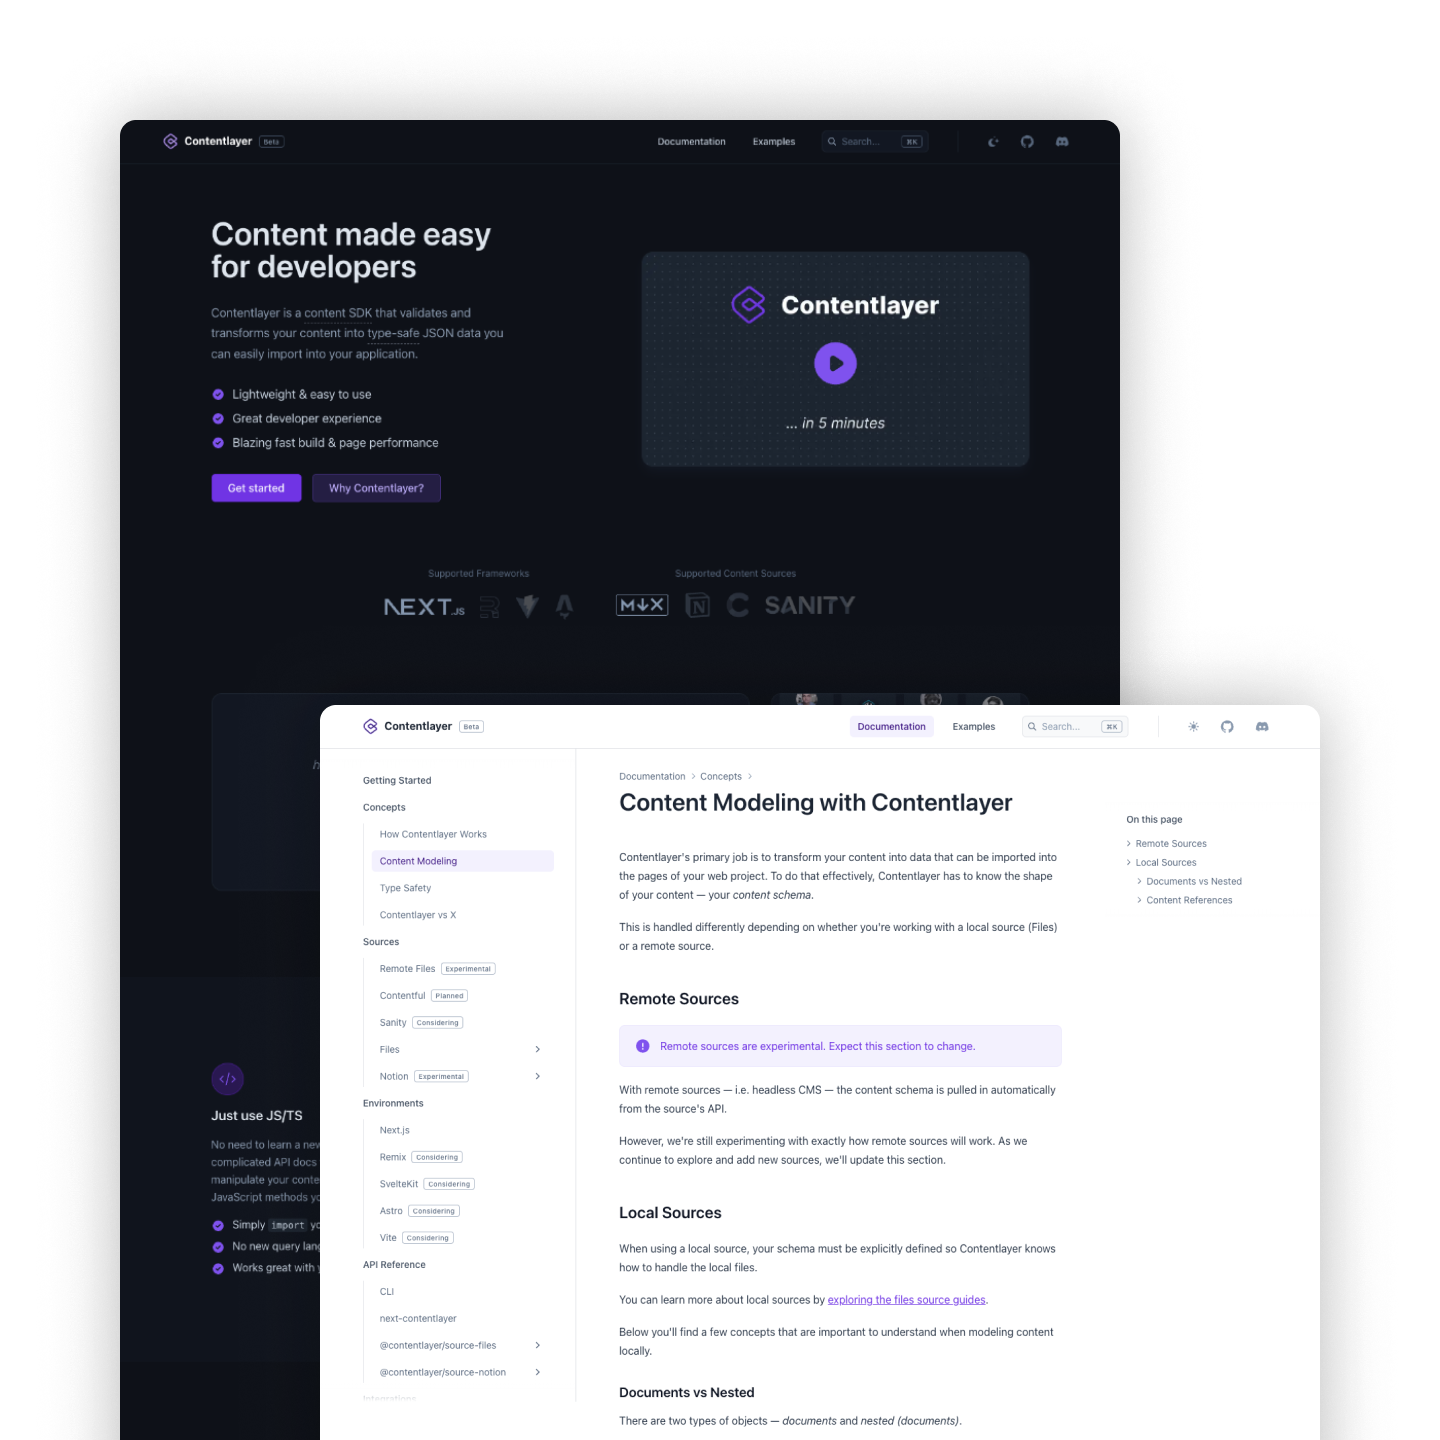 Contentlayer Beta
Documentation Examples Search... ⌘K
Content made easy
for developers
Contentlayer is a content SDK that validates and
transforms your content into type-safe JSON data you
can easily import into your application.
Lightweight & easy to use
Great developer experience
Blazing fast build & page performance
Get started Why Contentlayer?
Contentlayer
... in 5 minutes
Supported Frameworks
NEXT.JS
Supported Content Sources
M↓X N C SANITY
Just use JS/TS
No need to learn a new
complicated API docs
manipulate your conte
JavaScript methods yo
Simply import yo
No new query lang
Works great with
Contentlayer Beta
Documentation Examples Search... ⌘K
Getting Started
Concepts
How Contentlayer Works
Content Modeling
Type Safety
Contentlayer vs X
Sources
Remote Files Experimental
Contentful Planned
Sanity Considering
Files
Notion Experimental
Environments
Next.js
Remix Considering
SvelteKit Considering
Astro Considering
Vite Considering
API Reference
CLI
next-contentlayer
@contentlayer/source-files
@contentlayer/source-notion
Integrations
Documentation > Concepts >
Content Modeling with Contentlayer
Contentlayer's primary job is to transform your content into data that can be imported into
the pages of your web project. To do that effectively, Contentlayer has to know the shape
of your content — your content schema.
This is handled differently depending on whether you're working with a local source (Files)
or a remote source.
Remote Sources
Remote sources are experimental. Expect this section to change.
With remote sources — i.e. headless CMS — the content schema is pulled in automatically
from the source's API.
However, we're still experimenting with exactly how remote sources will work. As we
continue to explore and add new sources, we'll update this section.
Local Sources
When using a local source, your schema must be explicitly defined so Contentlayer knows
how to handle the local files.
You can learn more about local sources by exploring the files source guides.
Below you'll find a few concepts that are important to understand when modeling content
locally.
Documents vs Nested
There are two types of objects — documents and nested (documents).
On this page
Remote Sources
Local Sources
Documents vs Nested
Content References